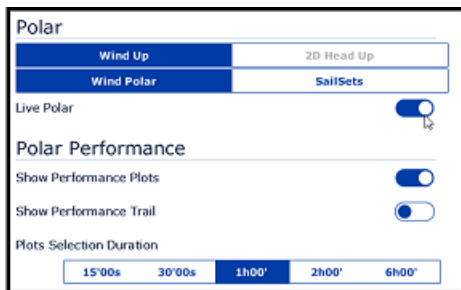 Polar
Wind Up 2D Head Up
Wind Polar SailSets
Live Polar
Polar Performance
Show Performance Plots
Show Performance Trail
Plots Selection Duration
15'00s 30'00s 1h00' 2h00' 6h00'